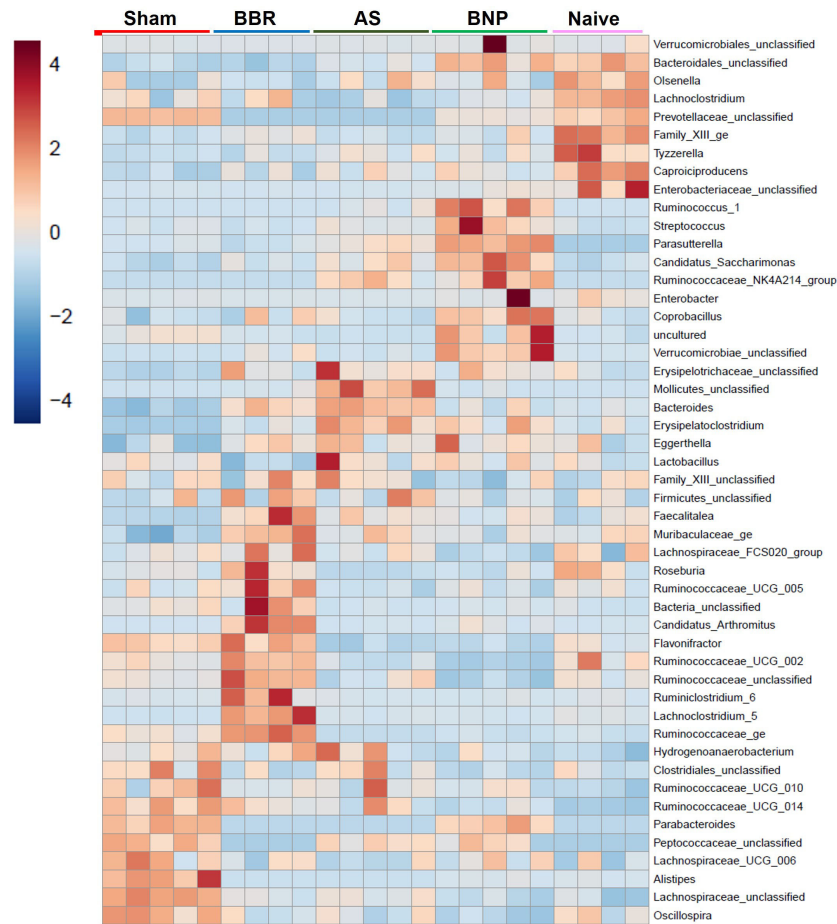 Sham BBR AS BNP Naive
4
2
0
−2
−4
Verrucomicrobiales_unclassified
Bacteroidales_unclassified
Olsenella
Lachnoclostridium
Prevotellaceae_unclassified
Family_XIII_ge
Tyzzerella
Caproiciproducens
Enterobacteriaceae_unclassified
Ruminococcus_1
Streptococcus
Parasutterella
Candidatus_Saccharimonas
Ruminococcaceae_NK4A214_group
Enterobacter
Coprobacillus
uncultured
Verrucomicrobiae_unclassified
Erysipelotrichaceae_unclassified
Mollicutes_unclassified
Bacteroides
Erysipelatoclostridium
Eggerthella
Lactobacillus
Family_XIII_unclassified
Firmicutes_unclassified
Faecalitalea
Muribaculaceae_ge
Lachnospiraceae_FCS020_group
Roseburia
Ruminococcaceae_UCG_005
Bacteria_unclassified
Candidatus_Arthromitus
Flavonifractor
Ruminococcaceae_UCG_002
Ruminococcaceae_unclassified
Ruminiclostridium_6
Lachnoclostridium_5
Ruminococcaceae_ge
Hydrogenoanaerobacterium
Clostridiales_unclassified
Ruminococcaceae_UCG_010
Ruminococcaceae_UCG_014
Parabacteroides
Peptococcaceae_unclassified
Lachnospiraceae_UCG_006
Alistipes
Lachnospiraceae_unclassified
Oscillospira